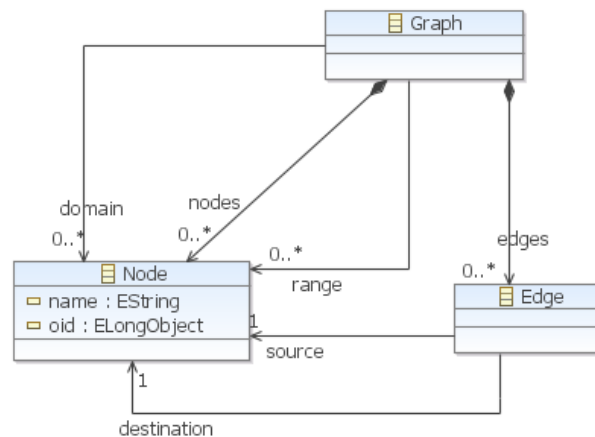 Graph
nodes
domain
0..*
0..*
0..*
edges
0..*
range
Node
name : EString
oid : ELongObject
Edge
1
source
1
destination